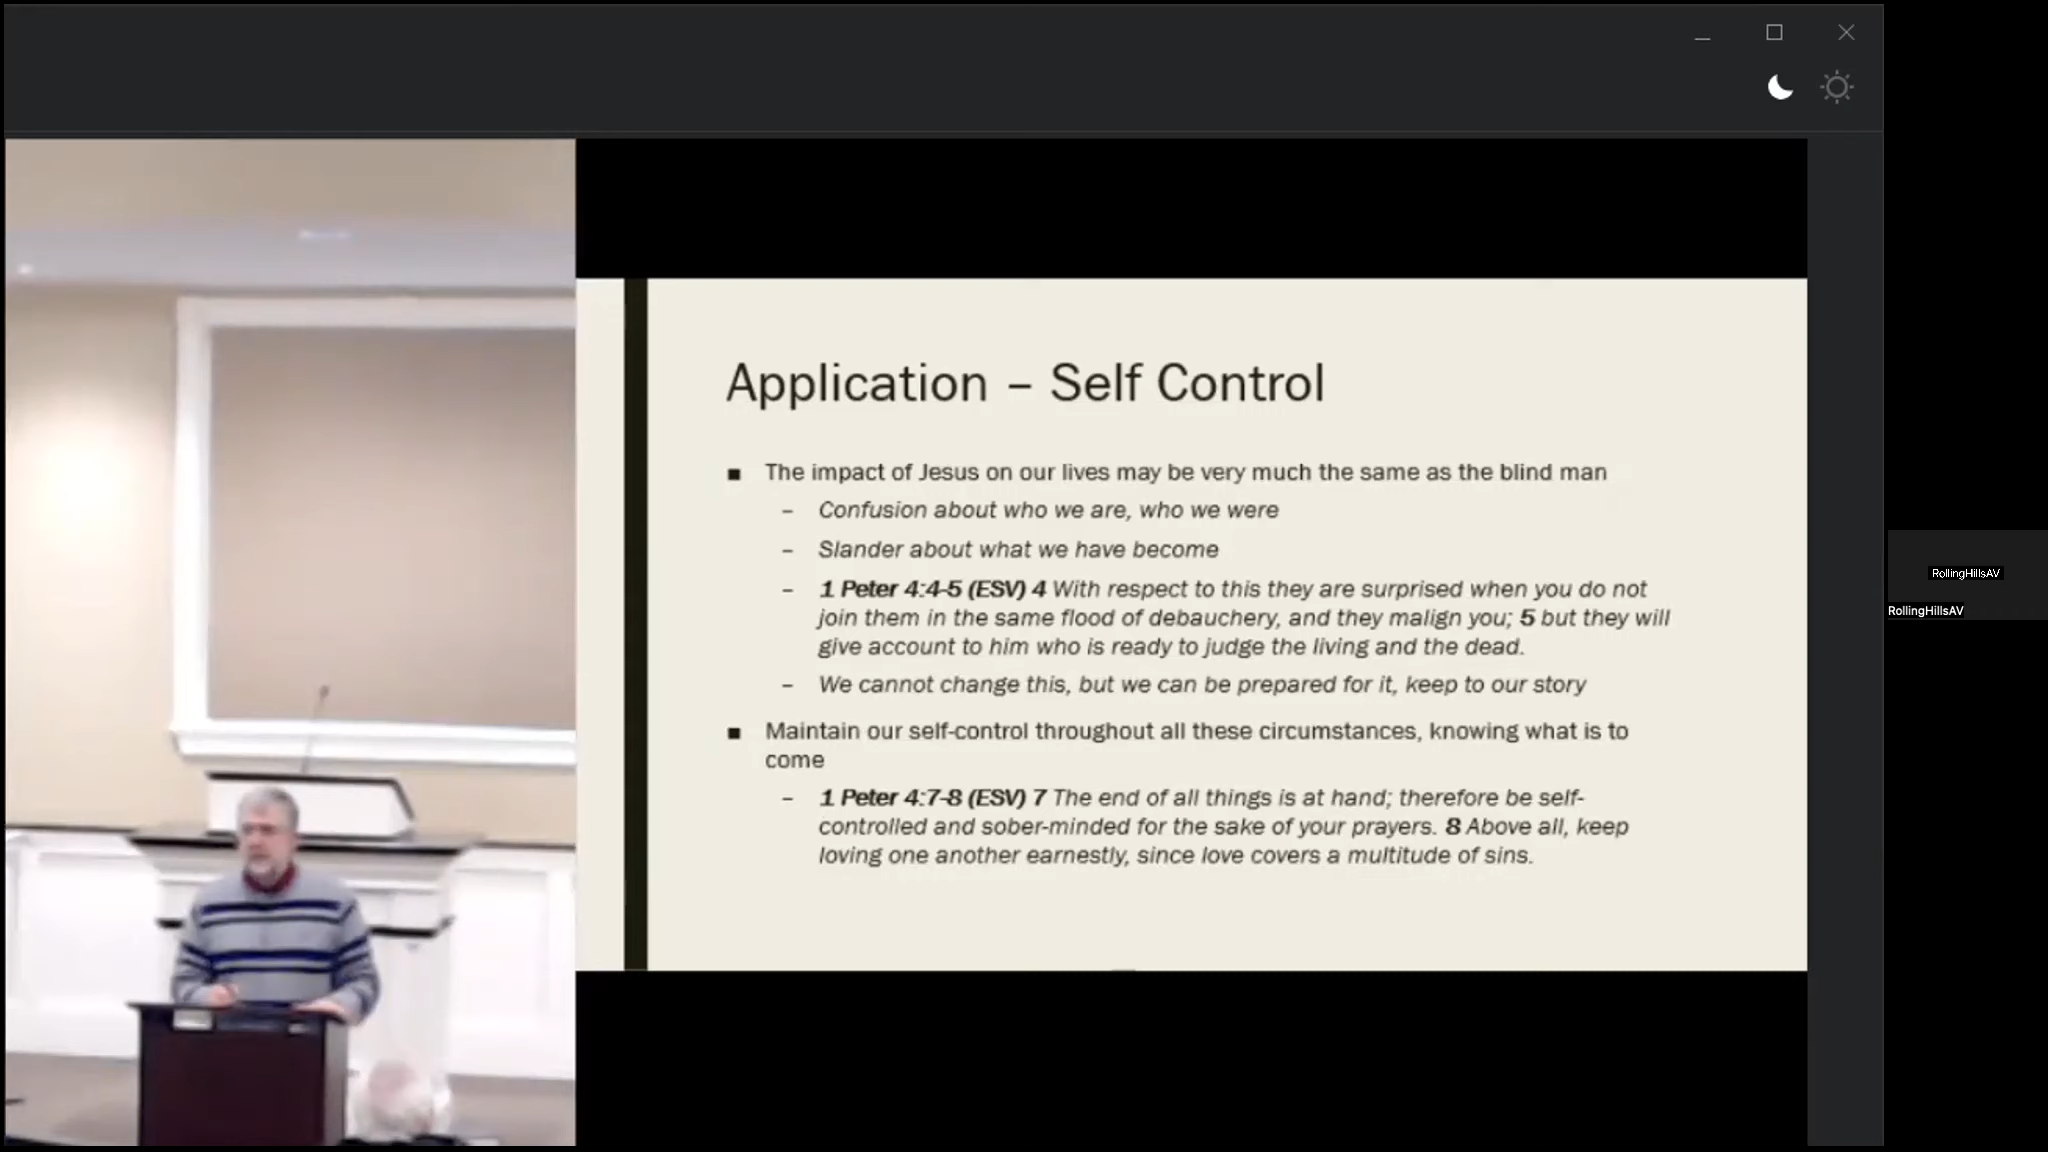 Application – Self Control
■ The impact of Jesus on our lives may be very much the same as the blind man
– Confusion about who we are, who we were
– Slander about what we have become
– 1 Peter 4:4-5 (ESV) 4 With respect to this they are surprised when you do not
join them in the same flood of debauchery, and they malign you; 5 but they will
give account to him who is ready to judge the living and the dead.
– We cannot change this, but we can be prepared for it, keep to our story
■ Maintain our self-control throughout all these circumstances, knowing what is to
come
– 1 Peter 4:7-8 (ESV) 7 The end of all things is at hand; therefore be self-
controlled and sober-minded for the sake of your prayers. 8 Above all, keep
loving one another earnestly, since love covers a multitude of sins.
RollingHillsAV
RollingHillsAV